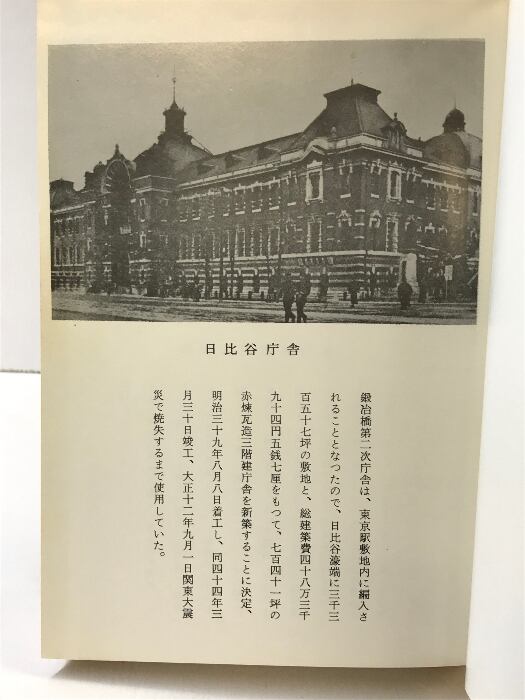 日比谷庁舎
鍛冶橋第二次庁舎は、東京駅敷地内に編入さ
れることとなつたので、日比谷濠端に三千三
百五十七坪の敷地と、総建築費四十八万三千
九十四円五銭七厘をもつて、七百四十一坪の
赤煉瓦造三階建庁舎を新築することに決定、
明治三十九年八月八日着工し、同四十四年三
月三十日竣工、大正十二年九月一日関東大震
災で焼失するまで使用していた。